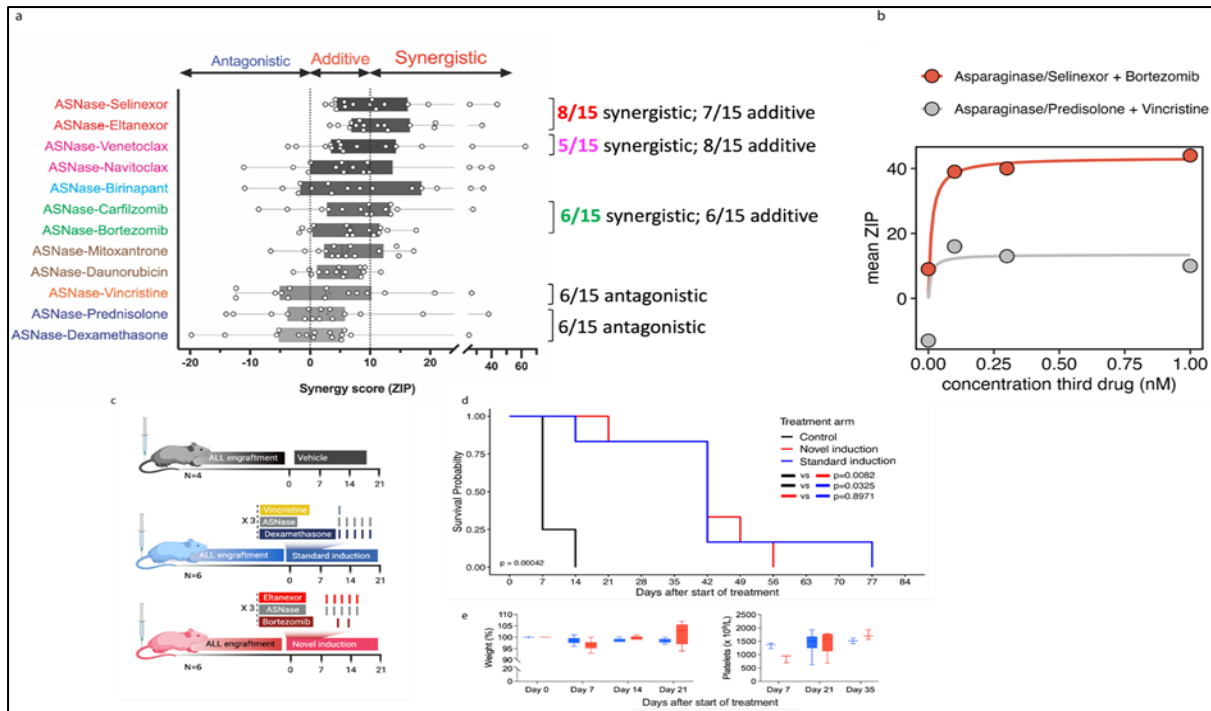 a
Antagonistic
Additive
Synergistic
ASNase-Selinexor
ASNase-Eltanexor
ASNase-Venetoclax
ASNase-Navitoclax
ASNase-Birinapant
ASNase-Carfilzomib
ASNase-Bortezomib
ASNase-Mitoxantrone
ASNase-Daunorubicin
ASNase-Vincristine
ASNase-Prednisolone
ASNase-Dexamethasone
8/15 synergistic; 7/15 additive
5/15 synergistic; 8/15 additive
6/15 synergistic; 6/15 additive
6/15 antagonistic
6/15 antagonistic
-20 -10 0 10 20 40 60
Synergy score (ZIP)
b
Asparaginase/Selinexor + Bortezomib
Asparaginase/Predisolone + Vincristine
mean ZIP
40
20
0
0.00 0.25 0.50 0.75 1.00
concentration third drug (nM)
c
ALL engraftment Vehicle
N=4
0 7 14 21
Vincristine
X 3 ASNase
Dexamethasone
ALL engraftment Standard induction
N=6
0 7 14 21
Eltanexor
X 3 ASNase
Bortezomib
ALL engraftment Novel induction
N=6
0 7 14 21
d
Survival Probablity
1.00
0.75
0.50
0.25
0.00
Treatment arm
Control
Novel induction
Standard induction
vs p=0.0082
vs p=0.0325
vs p=0.8971
p = 0.00042
0 7 14 21 28 35 42 49 56 63 70 77 84
Days after start of treatment
e
Weight (%)
110
105
100
95
90
20
0
Day 0 Day 7 Day 14 Day 21
Platelets (x 10⁹/L)
2000
1500
1000
500
0
Day 7 Day 21 Day 35
Days after start of treatment